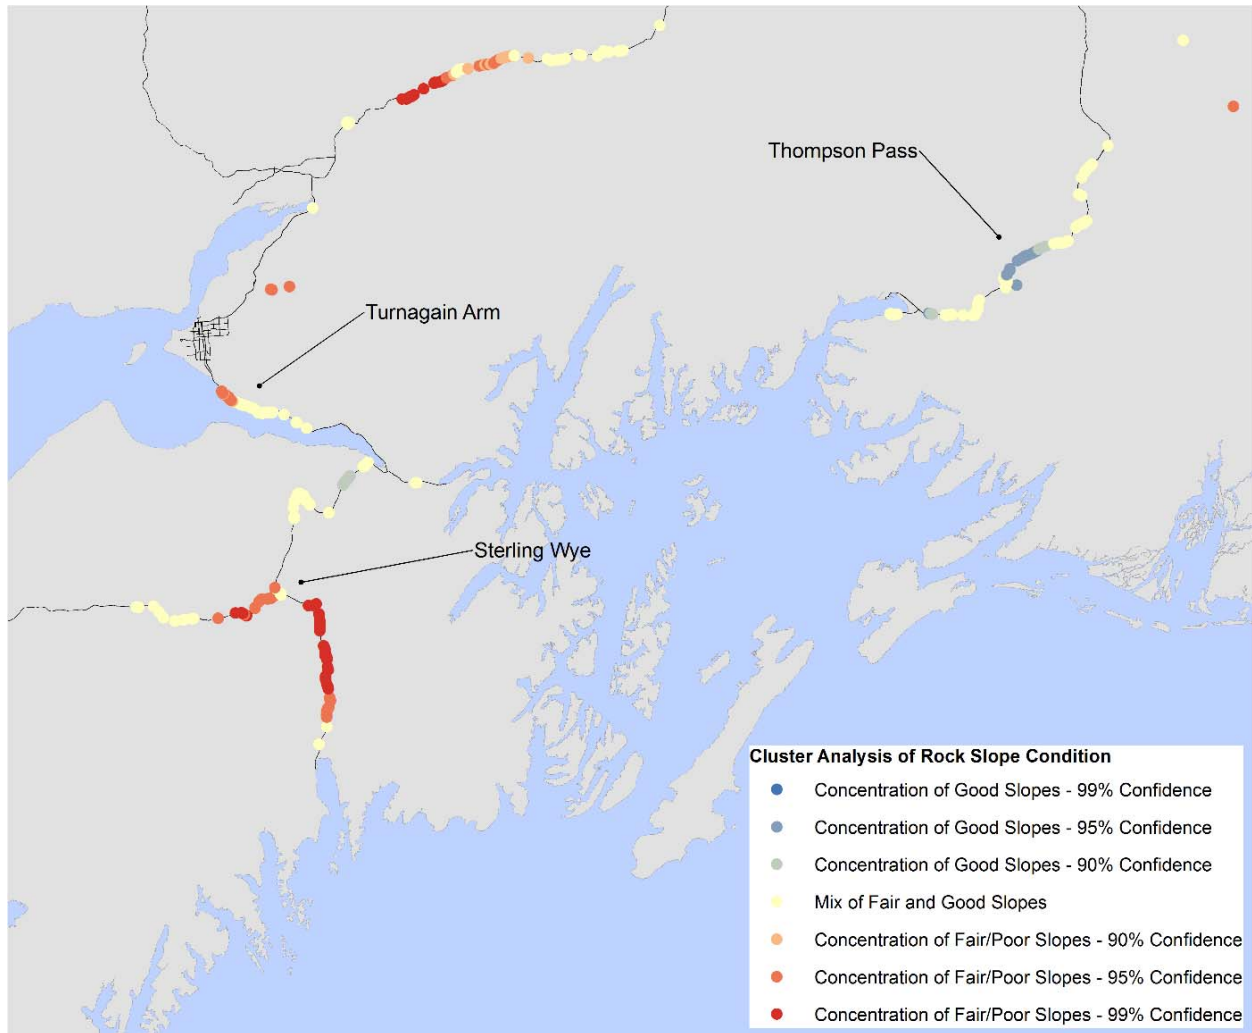 Thompson Pass
Turnagain Arm
Sterling Wye
Cluster Analysis of Rock Slope Condition
Concentration of Good Slopes - 99% Confidence
Concentration of Good Slopes - 95% Confidence
Concentration of Good Slopes - 90% Confidence
Mix of Fair and Good Slopes
Concentration of Fair/Poor Slopes - 90% Confidence
Concentration of Fair/Poor Slopes - 95% Confidence
Concentration of Fair/Poor Slopes - 99% Confidence